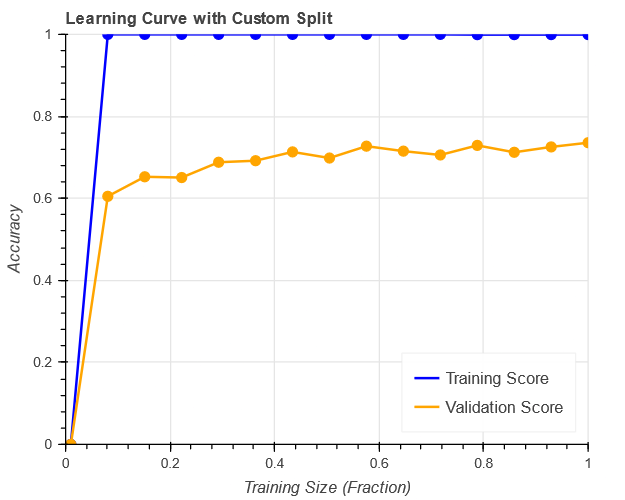 Learning Curve with Custom Split
1
0.8
0.6
0.4
0.2
0
Accuracy
Training Score
Validation Score
0 0.2 0.4 0.6 0.8 1
Training Size (Fraction)